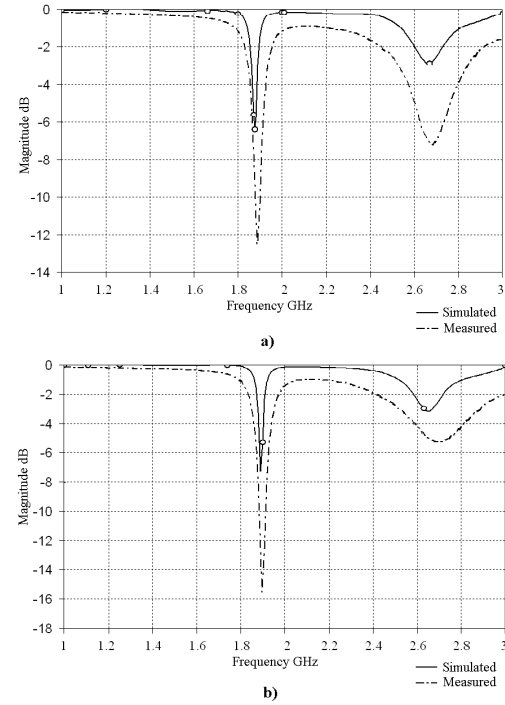 0
-2
-4
-6
-8
-10
-12
-14
Magnitude dB
1 1.2 1.4 1.6 1.8 2 2.2 2.4 2.6 2.8 3
Frequency GHz
Simulated
Measured
a)
0
-2
-4
-6
-8
-10
-12
-14
-16
-18
Magnitude dB
1 1.2 1.4 1.6 1.8 2 2.2 2.4 2.6 2.8 3
Frequency GHz
Simulated
Measured
b)